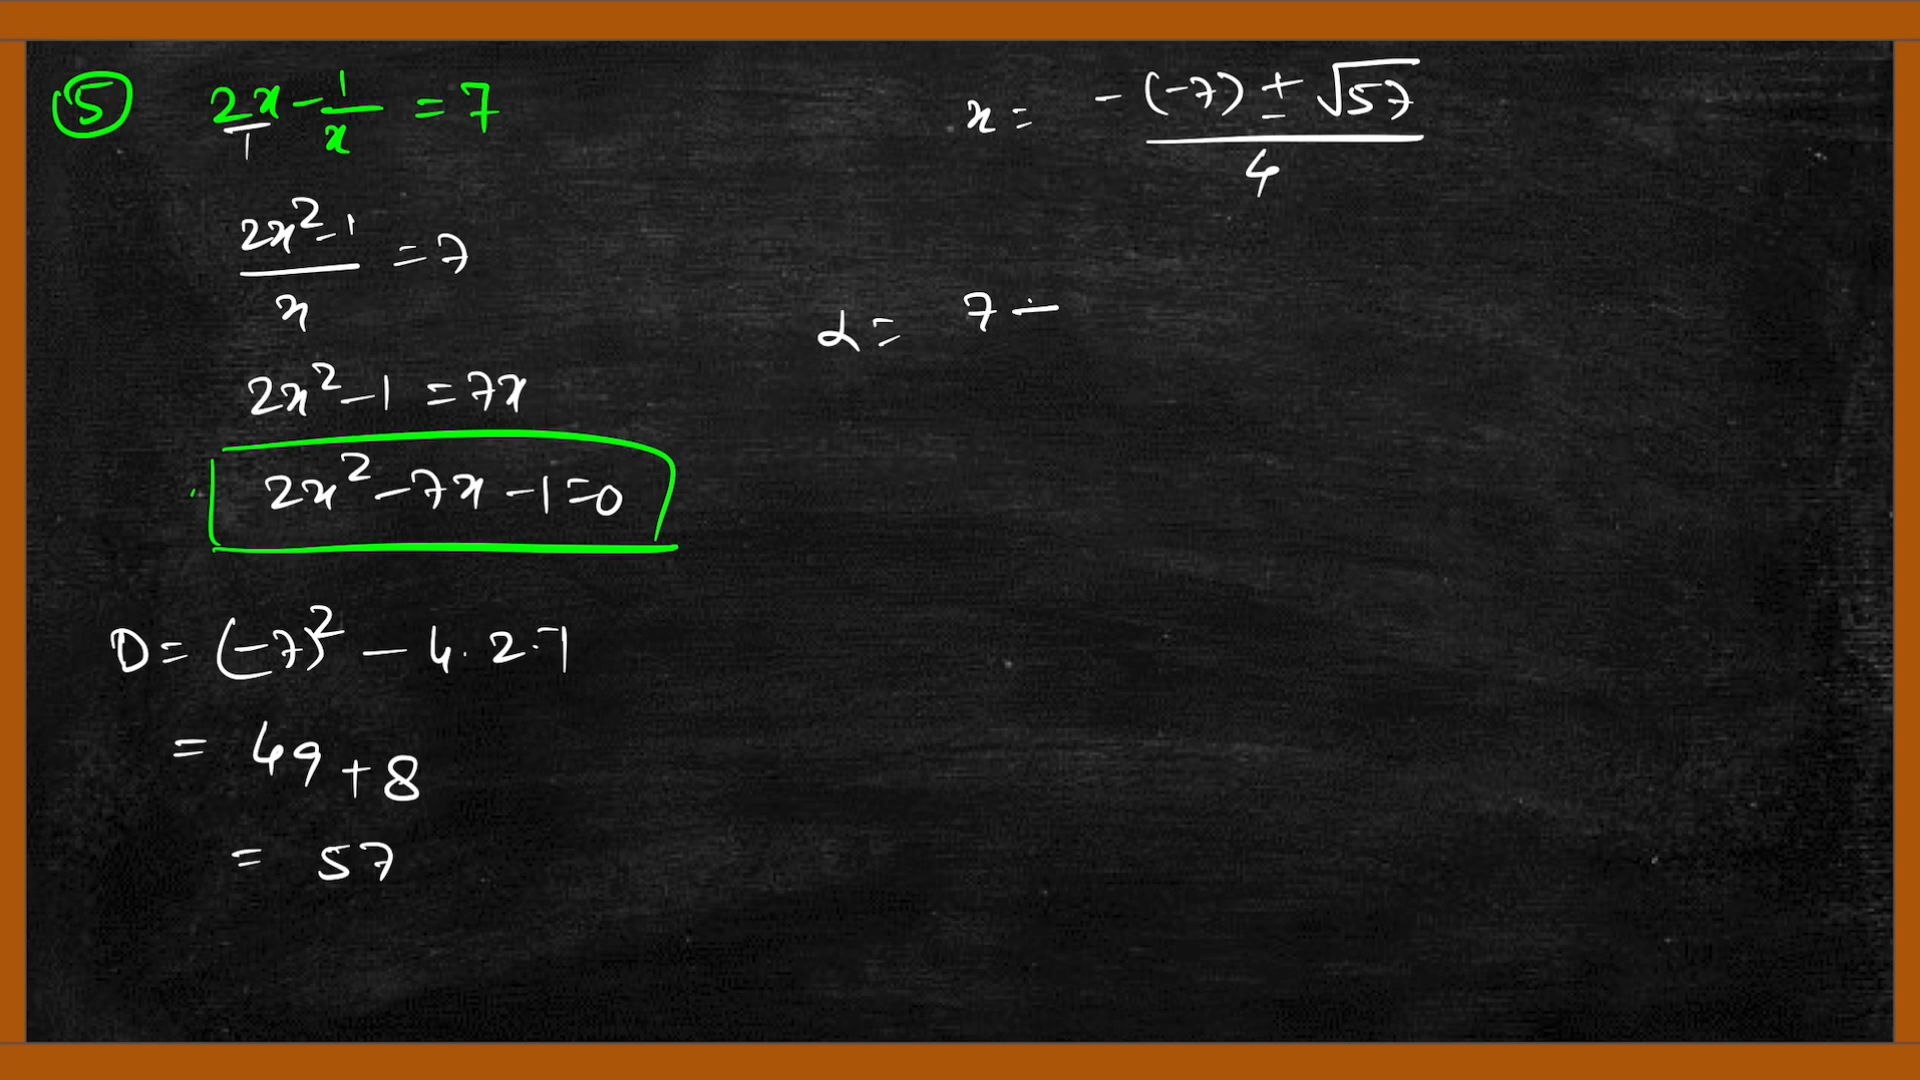 ⑤ 2x/1 - 1/x = 7
(2x² - 1)/x = 7
2x² - 1 = 7x
2x² - 7x - 1 = 0
D = (-7)² - 4 . 2 . -1
= 49 + 8
= 57
x = (-(-7) ± √57)/4
α = 7 -